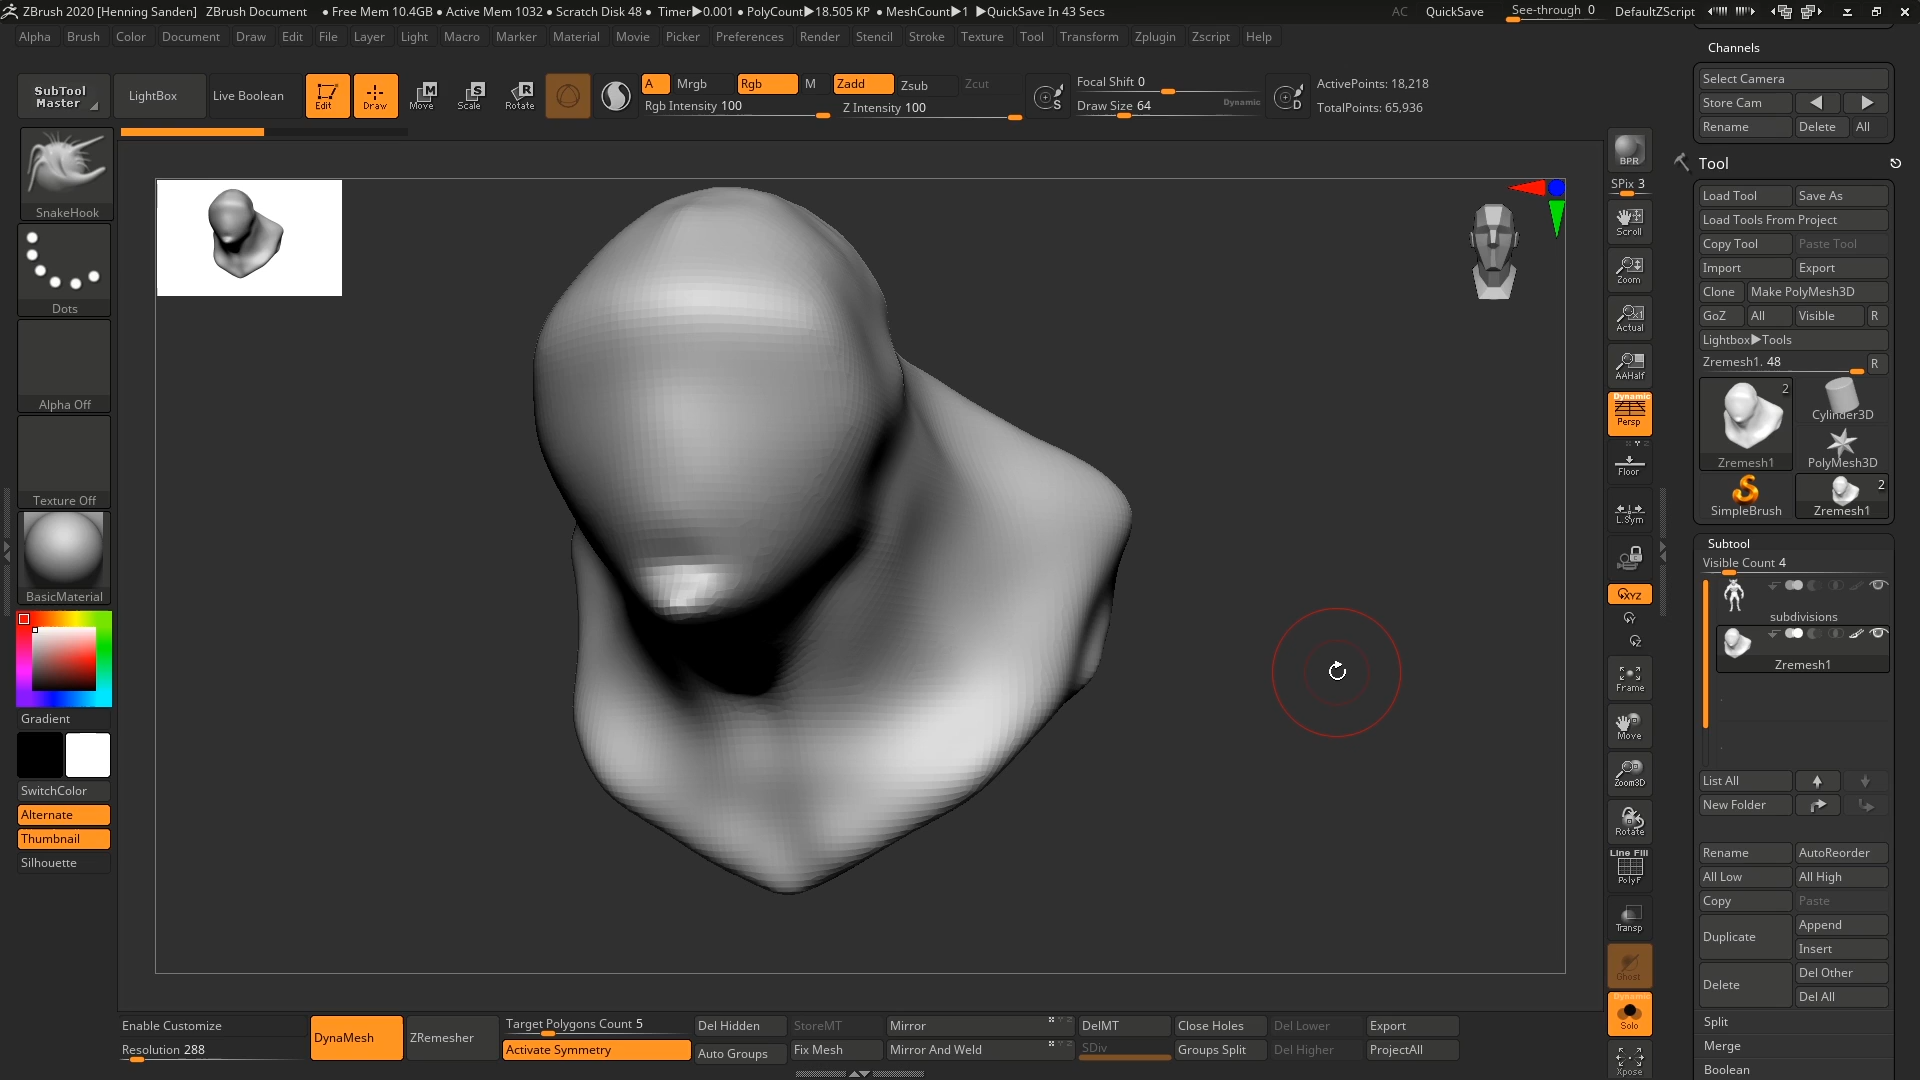 ZBrush 2020 [Henning Sanden] ZBrush Document • Free Mem 10.4GB • Active Mem 1032 • Scratch Disk 48 • Timer▶0.001 • PolyCount▶18.505 KP • MeshCount▶1 ▶QuickSave In 43 Secs AC QuickSave See-through 0 DefaultZScript
Alpha Brush Color Document Draw Edit File Layer Light Macro Marker Material Movie Picker Preferences Render Stencil Stroke Texture Tool Transform Zplugin Zscript Help
SubTool
Master
LightBox
Live Boolean
Edit
Draw
Move
Scale
Rotate
A Mrgb Rgb M Zadd Zsub Zcut
Rgb Intensity 100 Z Intensity 100
S
Focal Shift 0
Draw Size 64 Dynamic
D
ActivePoints: 18,218
TotalPoints: 65,936
SnakeHook
Dots
Alpha Off
Texture Off
BasicMaterial
Gradient
SwitchColor
Alternate
Thumbnail
Silhouette
BPR
SPix 3
Scroll
Zoom
Actual
AAHalf
Dynamic
Persp
Floor
L.Sym
XYZ
Frame
Move
Zoom3D
Rotate
Line Fill
PolyF
Transp
Ghost
Dynamic
Solo
Xpose
Channels
Select Camera
Store Cam
Rename Delete All
Tool
Load Tool Save As
Load Tools From Project
Copy Tool Paste Tool
Import Export
Clone Make PolyMesh3D
GoZ All Visible R
Lightbox▶Tools
Zremesh1. 48 R
2
Zremesh1
Cylinder3D
PolyMesh3D
SimpleBrush
2
Zremesh1
Subtool
Visible Count 4
subdivisions
Zremesh1
List All
New Folder
Rename AutoReorder
All Low All High
Copy Paste
Duplicate
Append
Insert
Delete
Del Other
Del All
Split
Merge
Boolean
Enable Customize
Resolution 288
DynaMesh
ZRemesher
Target Polygons Count 5
Activate Symmetry
Del Hidden
Auto Groups
StoreMT
Fix Mesh
Mirror
Mirror And Weld
DelMT
SDiv
Close Holes
Groups Split
Del Lower
Del Higher
Export
ProjectAll